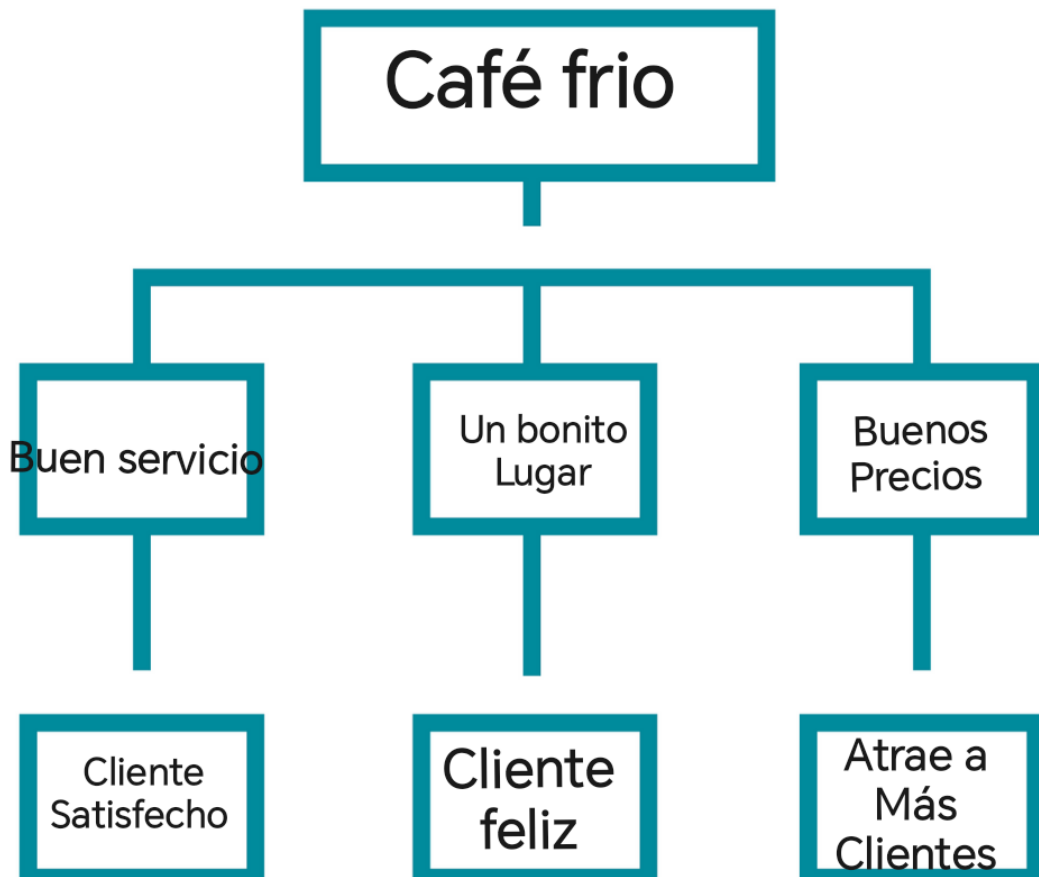 Café frio
Buen servicio
Un bonito
Lugar
Buenos
Precios
Cliente
Satisfecho
Cliente
feliz
Atrae a
Más
Clientes